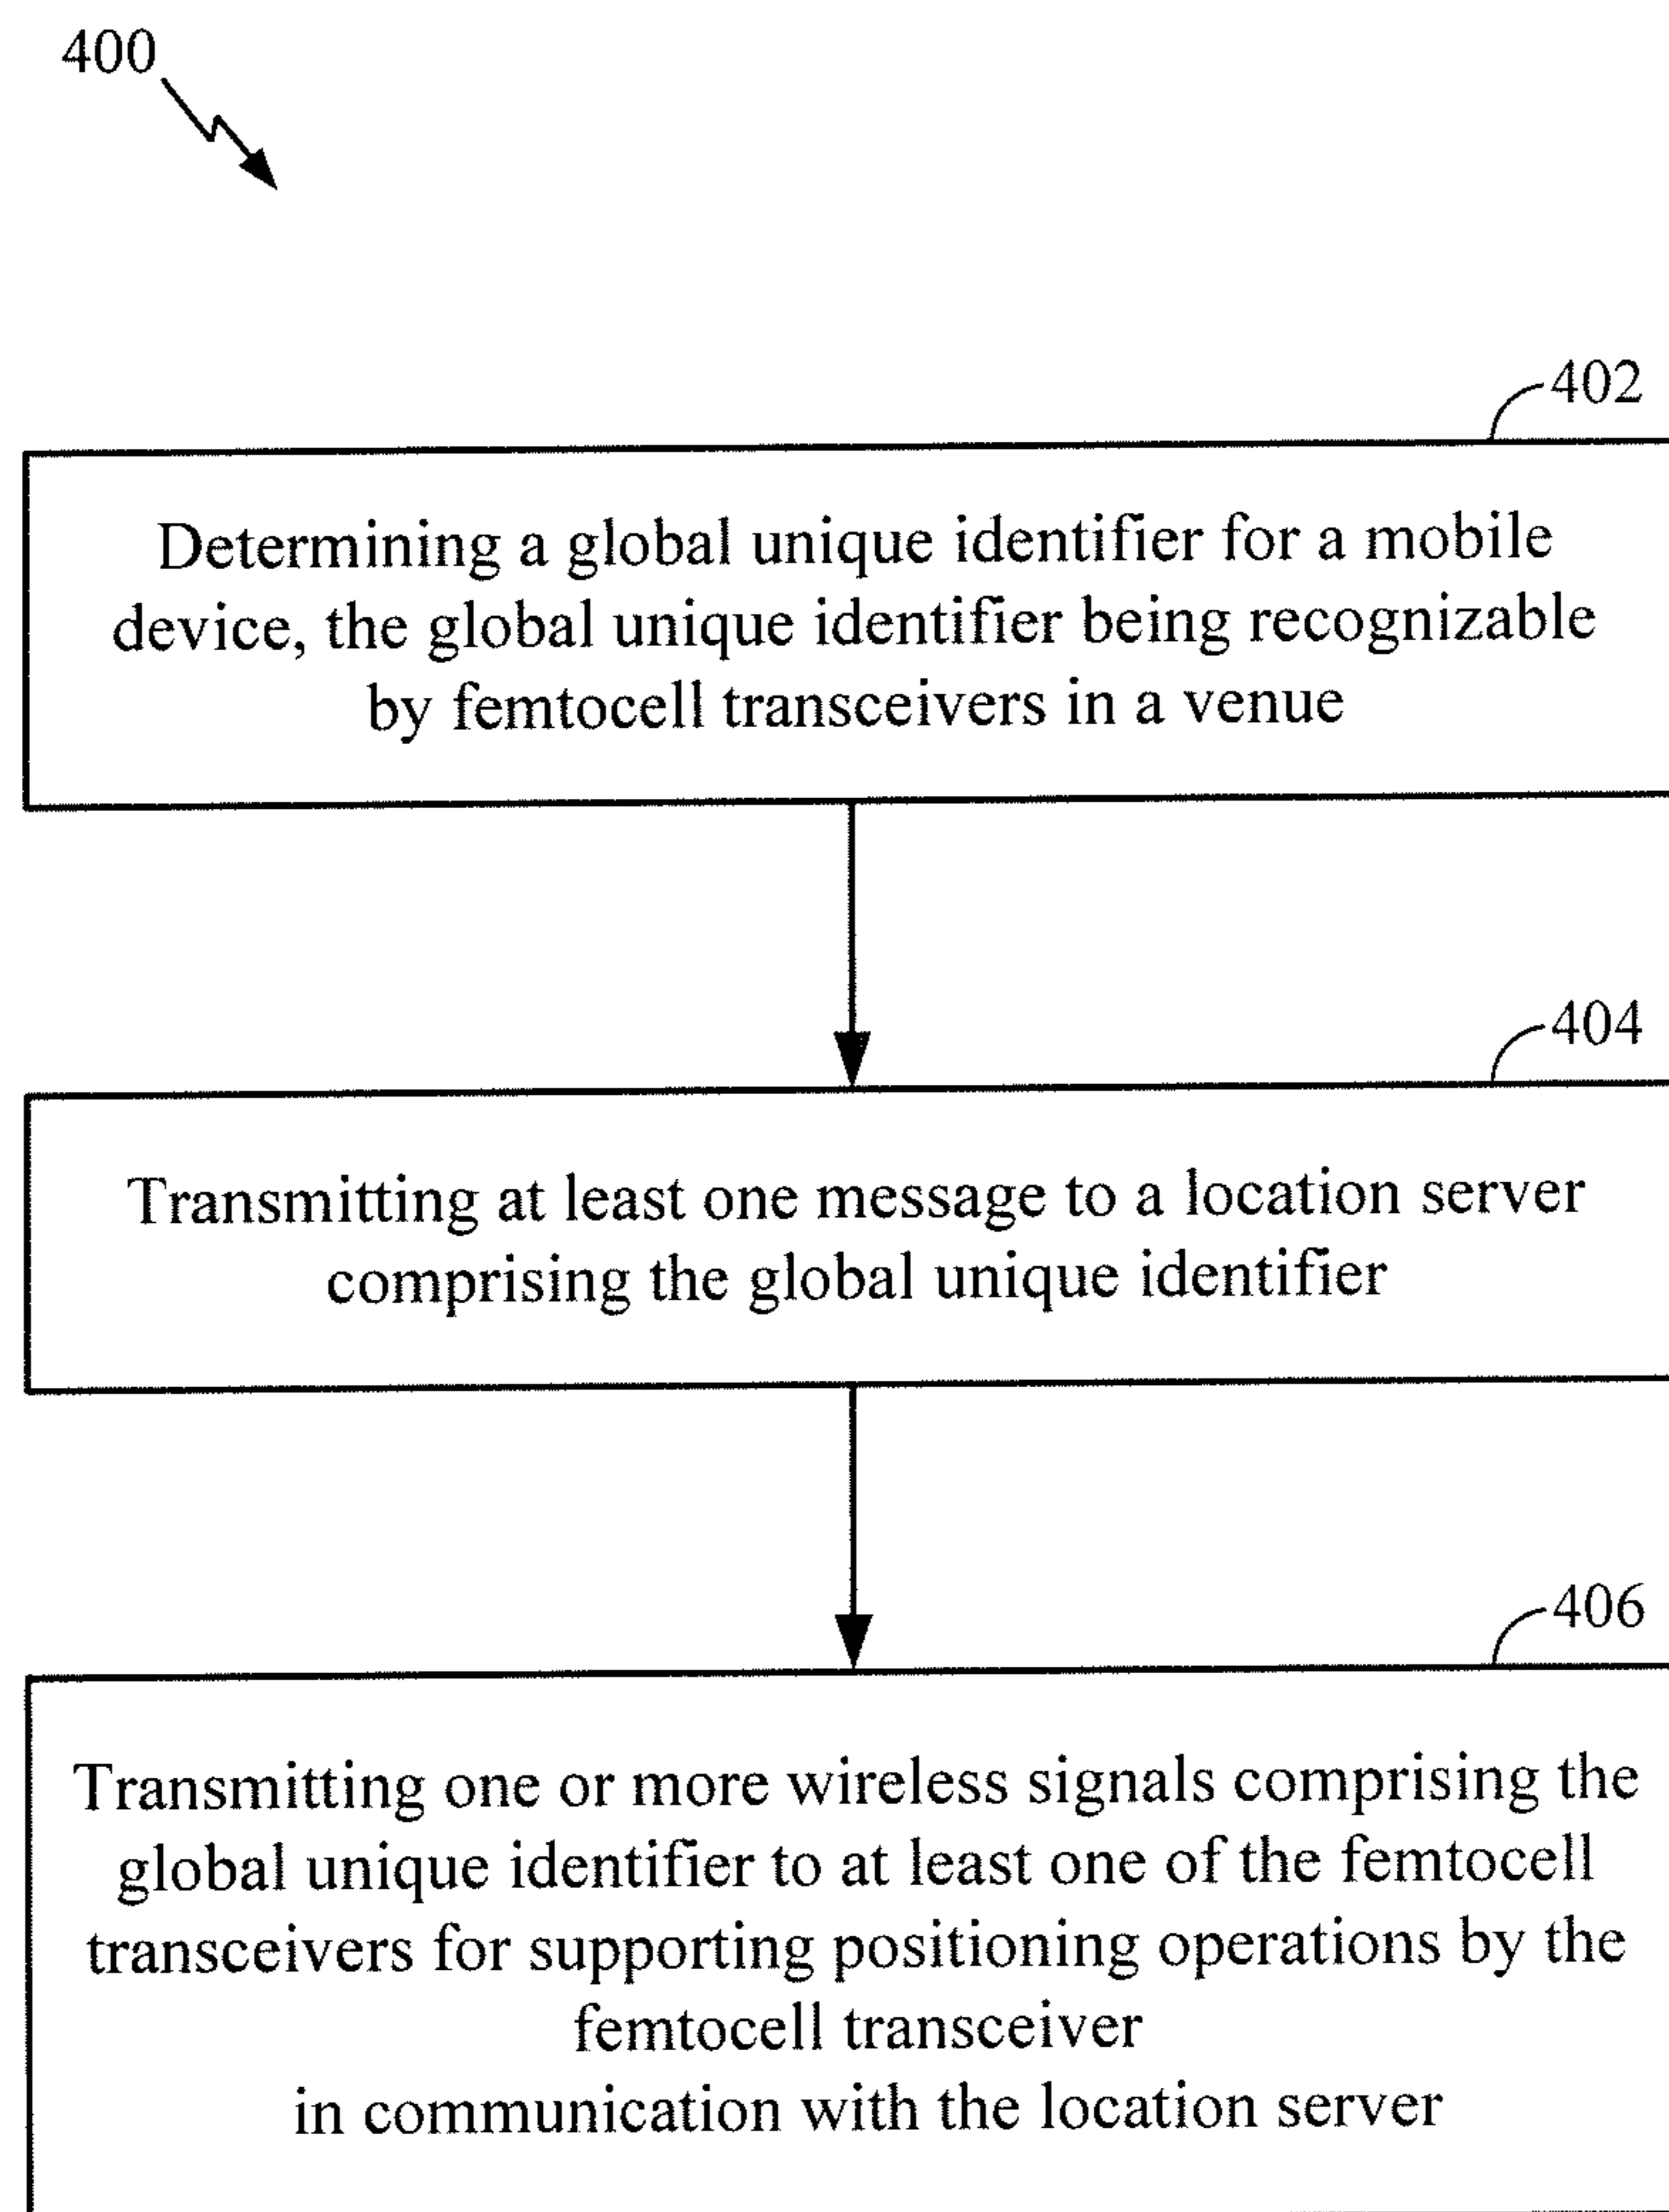 400
402
Determining a global unique identifier for a mobile
device, the global unique identifier being recognizable
by femtocell transceivers in a venue
404
Transmitting at least one message to a location server
comprising the global unique identifier
406
Transmitting one or more wireless signals comprising the
global unique identifier to at least one of the femtocell
transceivers for supporting positioning operations by the
femtocell transceiver
in communication with the location server